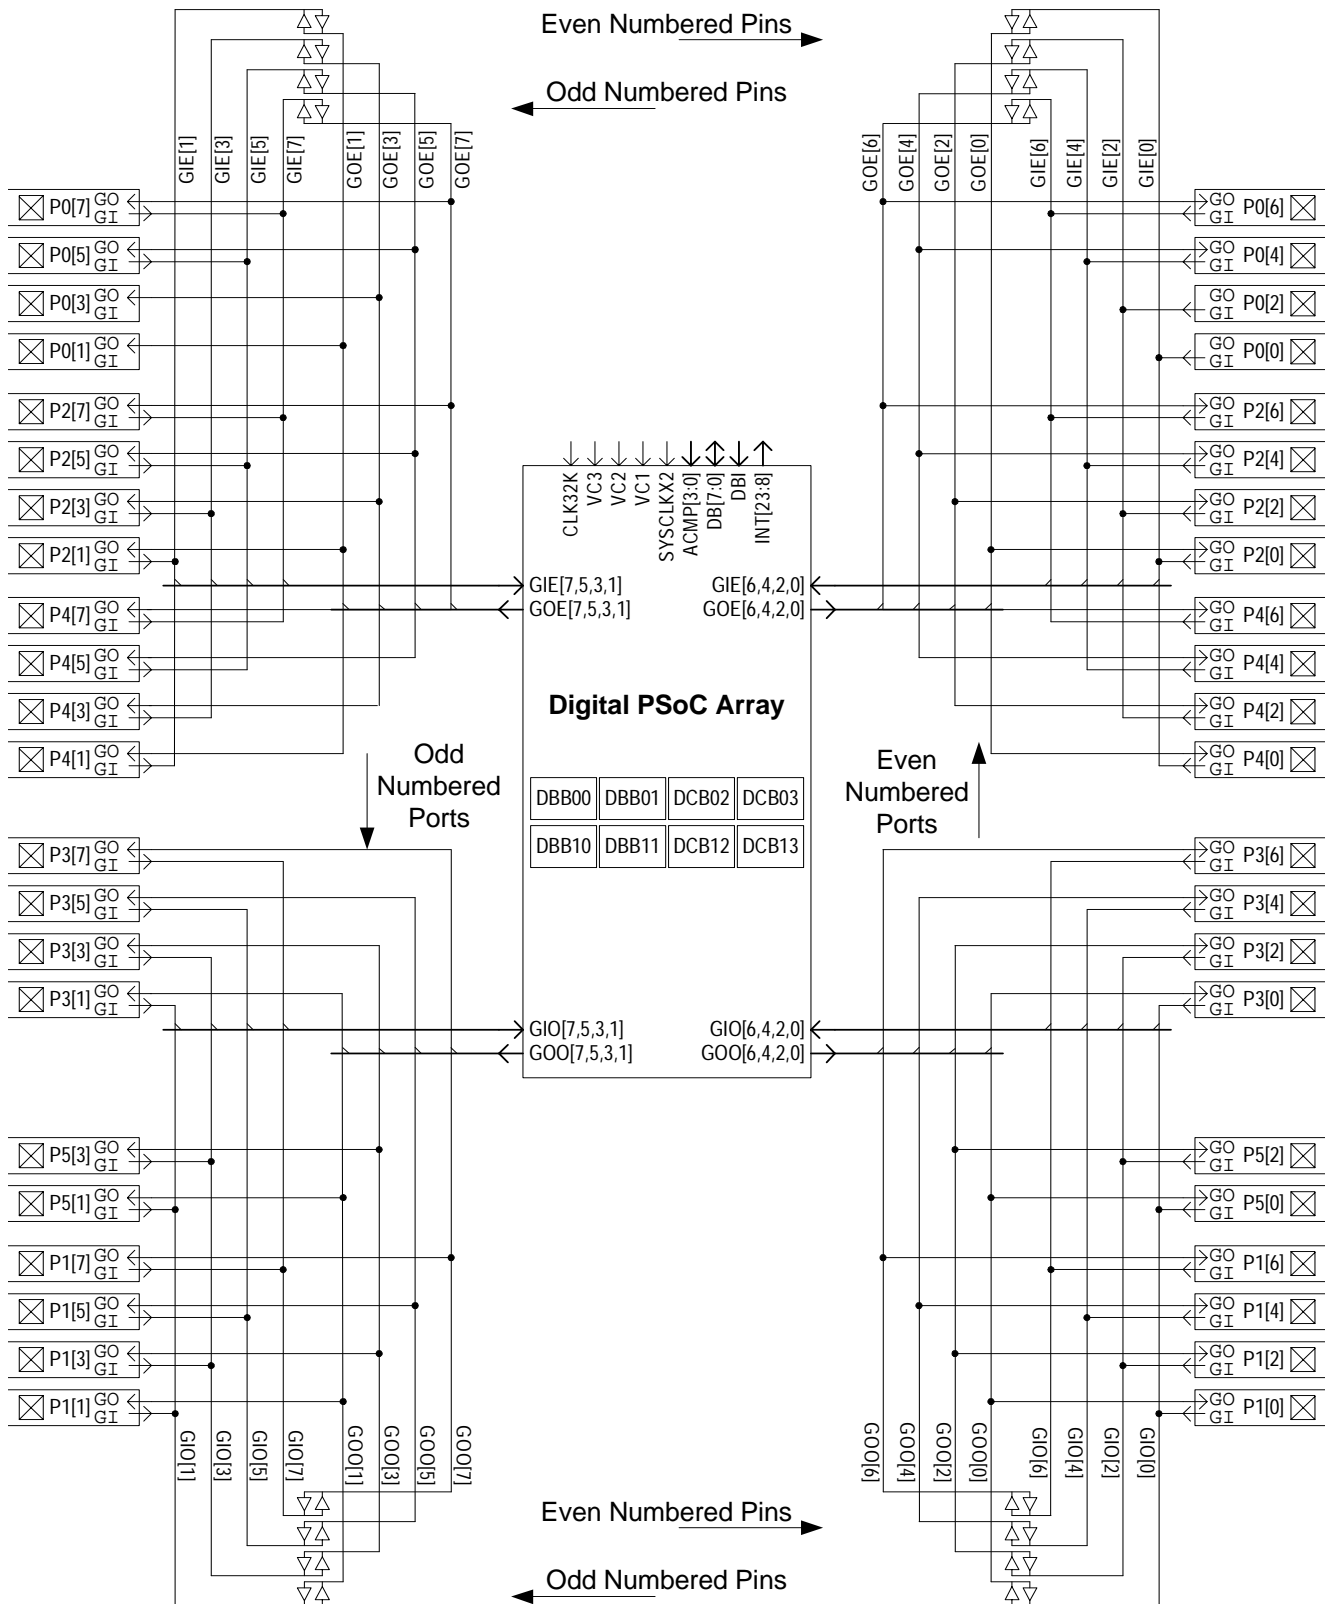 Even Numbered Pins
Odd Numbered Pins
GIE[1]
GIE[3]
GIE[5]
GIE[7]
GOE[1]
GOE[3]
GOE[5]
GOE[7]
GOE[6]
GOE[4]
GOE[2]
GOE[0]
GIE[6]
GIE[4]
GIE[2]
GIE[0]
P0[7] GO
GI
P0[5] GO
GI
P0[3] GO
GI
P0[1] GO
GI
P2[7] GO
GI
P2[5] GO
GI
P2[3] GO
GI
P2[1] GO
GI
P4[7] GO
GI
P4[5] GO
GI
P4[3] GO
GI
P4[1] GO
GI
GO P0[6]
GI
GO P0[4]
GI
GO P0[2]
GI
GO P0[0]
GI
GO P2[6]
GI
GO P2[4]
GI
GO P2[2]
GI
GO P2[0]
GI
GO P4[6]
GI
GO P4[4]
GI
GO P4[2]
GI
GO P4[0]
GI
CLK32K
VC3
VC2
VC1
SYSCLKX2
ACMP[3:0]
DB[7:0]
DBI
INT[23:8]
GIE[7,5,3,1]
GIE[6,4,2,0]
GOE[7,5,3,1]
GOE[6,4,2,0]
Digital PSoC Array
Odd
Numbered
Ports
Even
Numbered
Ports
DBB00 DBB01 DCB02 DCB03
DBB10 DBB11 DCB12 DCB13
P3[7] GO
GI
P3[5] GO
GI
P3[3] GO
GI
P3[1] GO
GI
GO P3[6]
GI
GO P3[4]
GI
GO P3[2]
GI
GO P3[0]
GI
GIO[7,5,3,1]
GIO[6,4,2,0]
GOO[7,5,3,1]
GOO[6,4,2,0]
P5[3] GO
GI
P5[1] GO
GI
P1[7] GO
GI
P1[5] GO
GI
P1[3] GO
GI
P1[1] GO
GI
GO P5[2]
GI
GO P5[0]
GI
GO P1[6]
GI
GO P1[4]
GI
GO P1[2]
GI
GO P1[0]
GI
GIO[1]
GIO[3]
GIO[5]
GIO[7]
GOO[1]
GOO[3]
GOO[5]
GOO[7]
GOO[6]
GOO[4]
GOO[2]
GOO[0]
GIO[6]
GIO[4]
GIO[2]
GIO[0]
Even Numbered Pins
Odd Numbered Pins